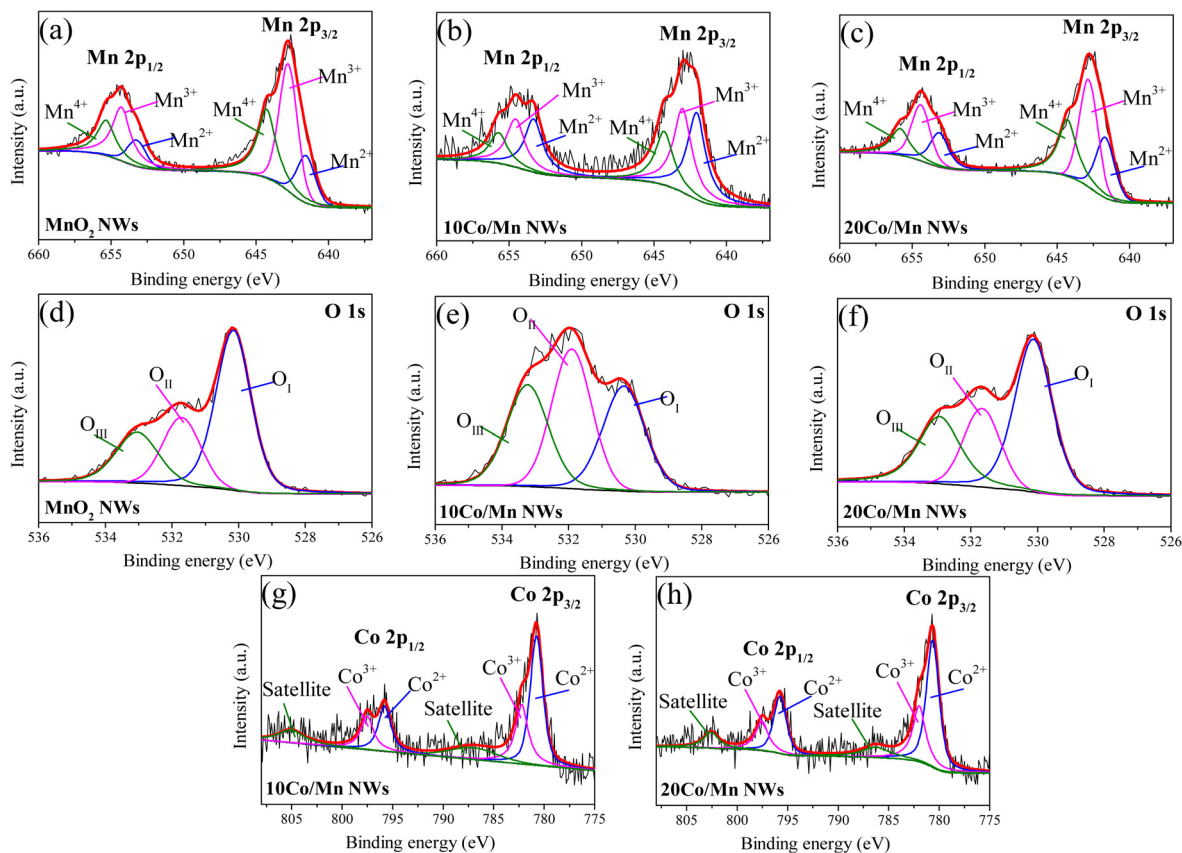 (a)
Mn 2p1/2
Mn 2p3/2
Mn4+
Mn3+
Mn2+
Mn4+
Mn3+
Mn2+
MnO2 NWs
Intensity (a.u.)
660 655 650 645 640
Binding energy (eV)
(b)
Mn 2p1/2
Mn 2p3/2
Mn4+
Mn3+
Mn2+
Mn4+
Mn3+
Mn2+
10Co/Mn NWs
Intensity (a.u.)
660 655 650 645 640
Binding energy (eV)
(c)
Mn 2p1/2
Mn 2p3/2
Mn4+
Mn3+
Mn2+
Mn4+
Mn3+
Mn2+
20Co/Mn NWs
Intensity (a.u.)
660 655 650 645 640
Binding energy (eV)
(d)
O 1s
OIII
OII
OI
MnO2 NWs
Intensity (a.u.)
536 534 532 530 528 526
Binding energy (eV)
(e)
O 1s
OIII
OII
OI
10Co/Mn NWs
Intensity (a.u.)
536 534 532 530 528 526
Binding energy (eV)
(f)
O 1s
OIII
OII
OI
20Co/Mn NWs
Intensity (a.u.)
536 534 532 530 528 526
Binding energy (eV)
(g)
Co 2p1/2
Co 2p3/2
Satellite
Co3+
Co2+
Satellite
Co3+
Co2+
10Co/Mn NWs
Intensity (a.u.)
805 800 795 790 785 780 775
Binding energy (eV)
(h)
Co 2p1/2
Co 2p3/2
Satellite
Co3+
Co2+
Satellite
Co3+
Co2+
20Co/Mn NWs
Intensity (a.u.)
805 800 795 790 785 780 775
Binding energy (eV)